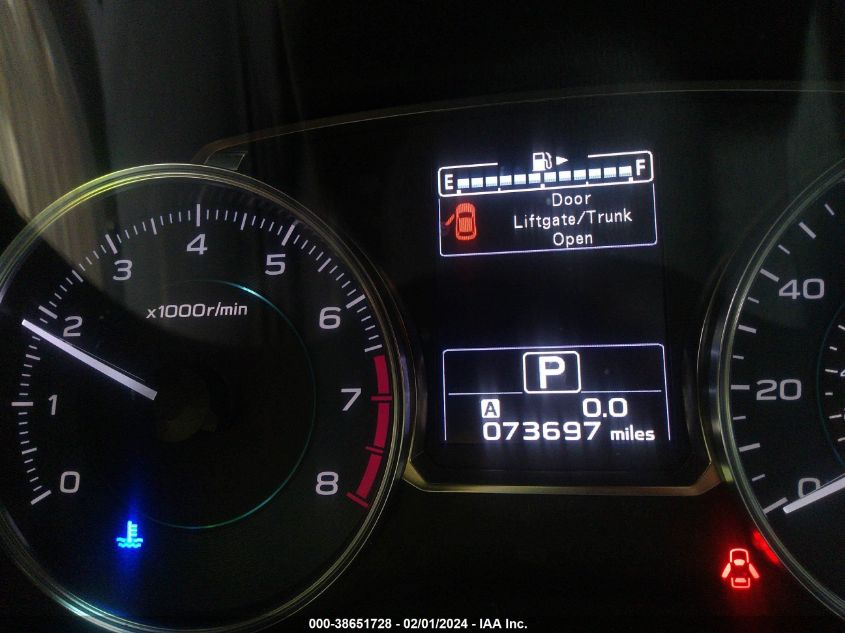 E F
Door
Liftgate/Trunk
Open
4
3 5
x1000r/min
2 6
1 7
0 8
P
A 0.0
073697 miles
40
20
0
000-38651728 - 02/01/2024 - IAA Inc.